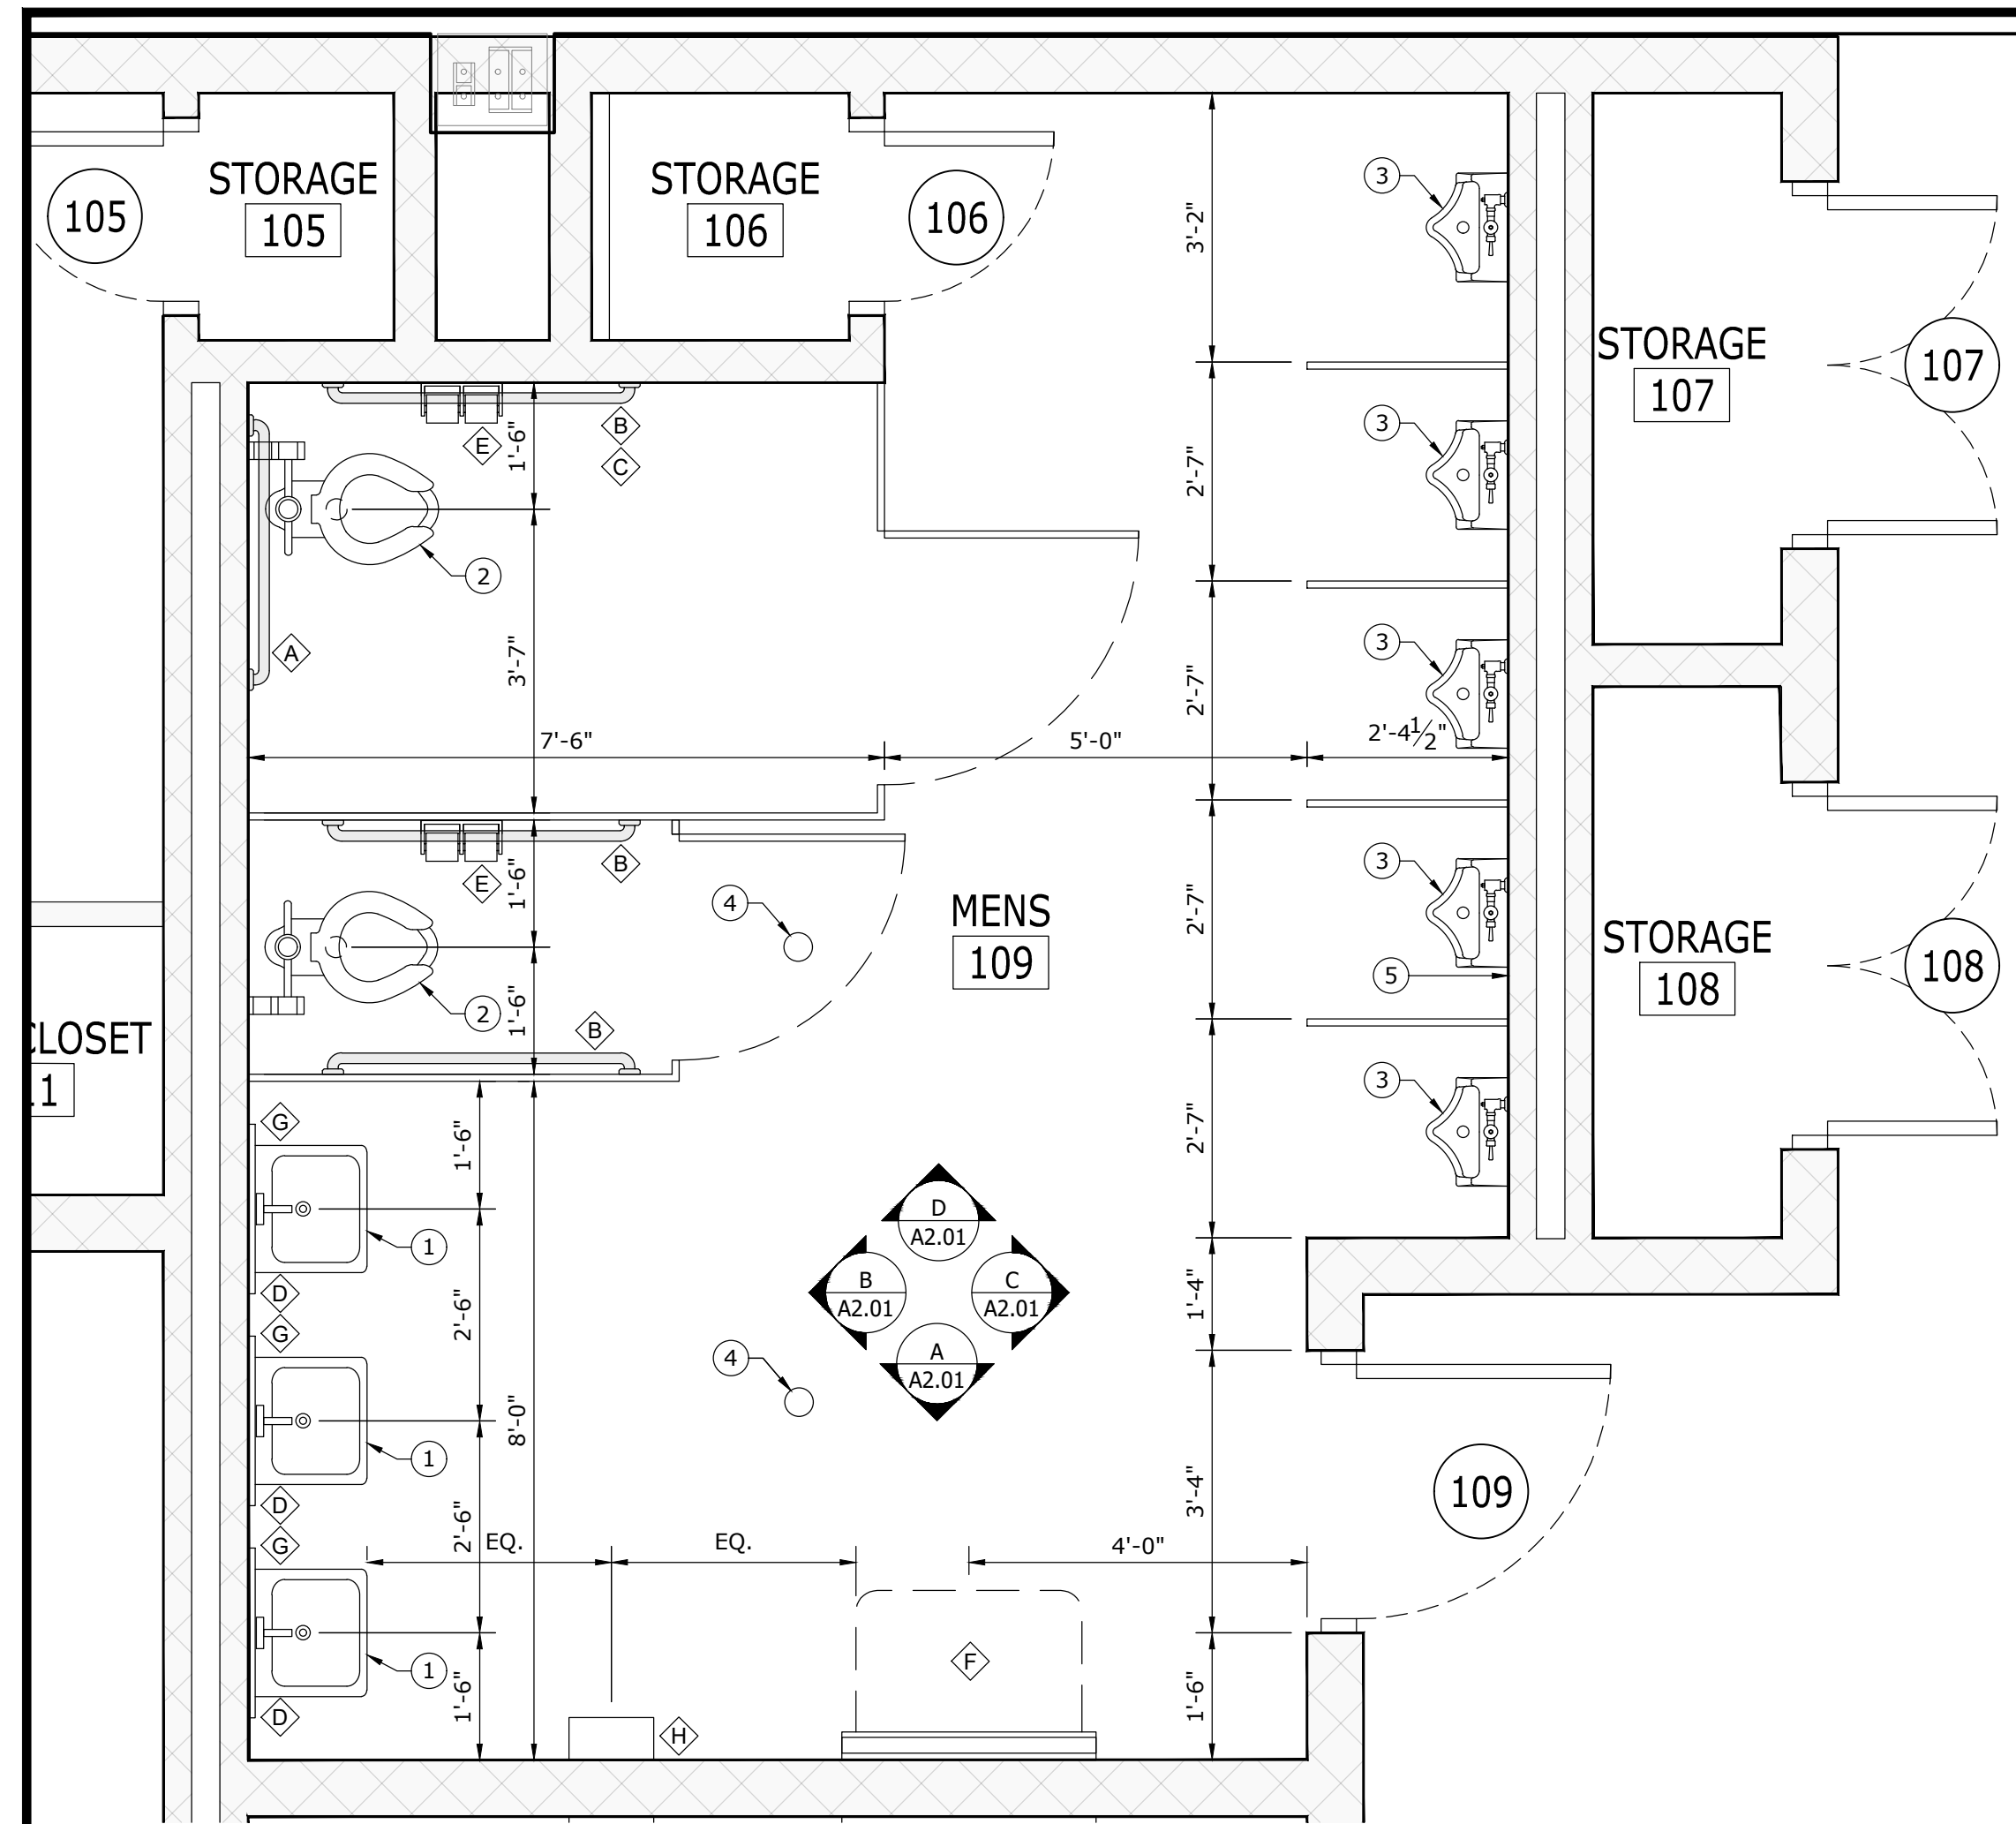 STORAGE
105
105
STORAGE
106
106
3'-2"
3
STORAGE
107
107
B
C
E
1'-6"
2
3
2'-7"
A
3'-7"
3
2'-7"
7'-6"
5'-0"
2'-4 1/2"
B
E
1'-6"
4
MENS
109
3
2'-7"
5
STORAGE
108
108
2
1'-6"
B
CLOSET
11
G
1'-6"
3
2'-7"
D
A2.01
B
A2.01
C
A2.01
A
A2.01
1
D
G
2'-6"
1'-4"
4
8'-0"
1
D
G
2'-6"
EQ.
EQ.
4'-0"
3'-4"
109
F
1
D
1'-6"
H
1'-6"